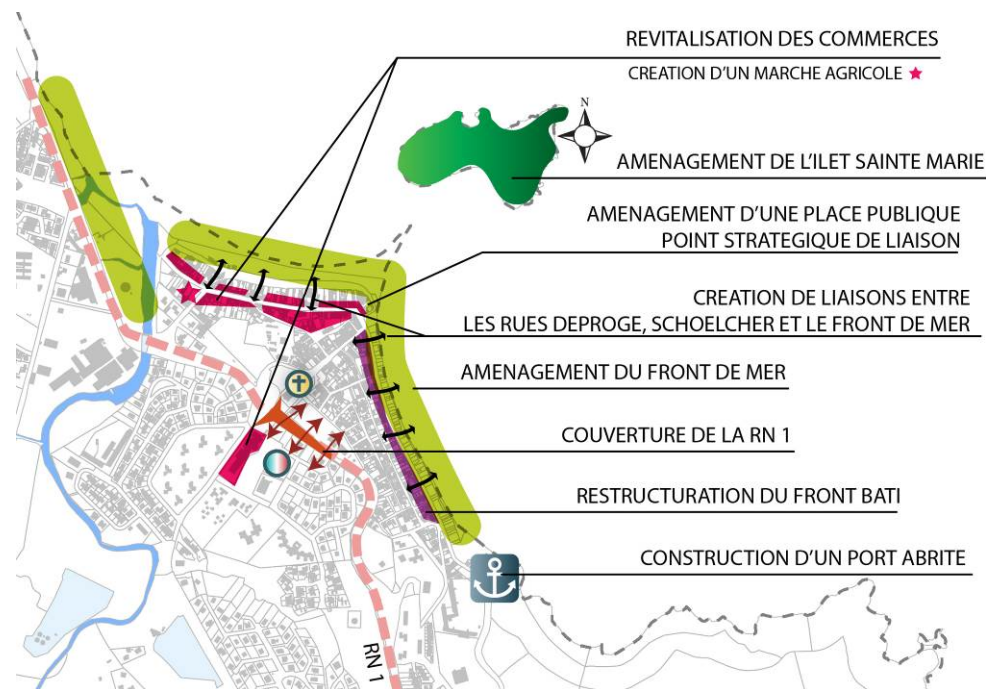 REVITALISATION DES COMMERCES
CREATION D'UN MARCHE AGRICOLE ★
N
AMENAGEMENT DE L'ILET SAINTE MARIE
AMENAGEMENT D'UNE PLACE PUBLIQUE
POINT STRATEGIQUE DE LIAISON
CREATION DE LIAISONS ENTRE
LES RUES DEPROGE, SCHOELCHER ET LE FRONT DE MER
AMENAGEMENT DU FRONT DE MER
COUVERTURE DE LA RN 1
RESTRUCTURATION DU FRONT BATI
CONSTRUCTION D'UN PORT ABRITE
RN 1